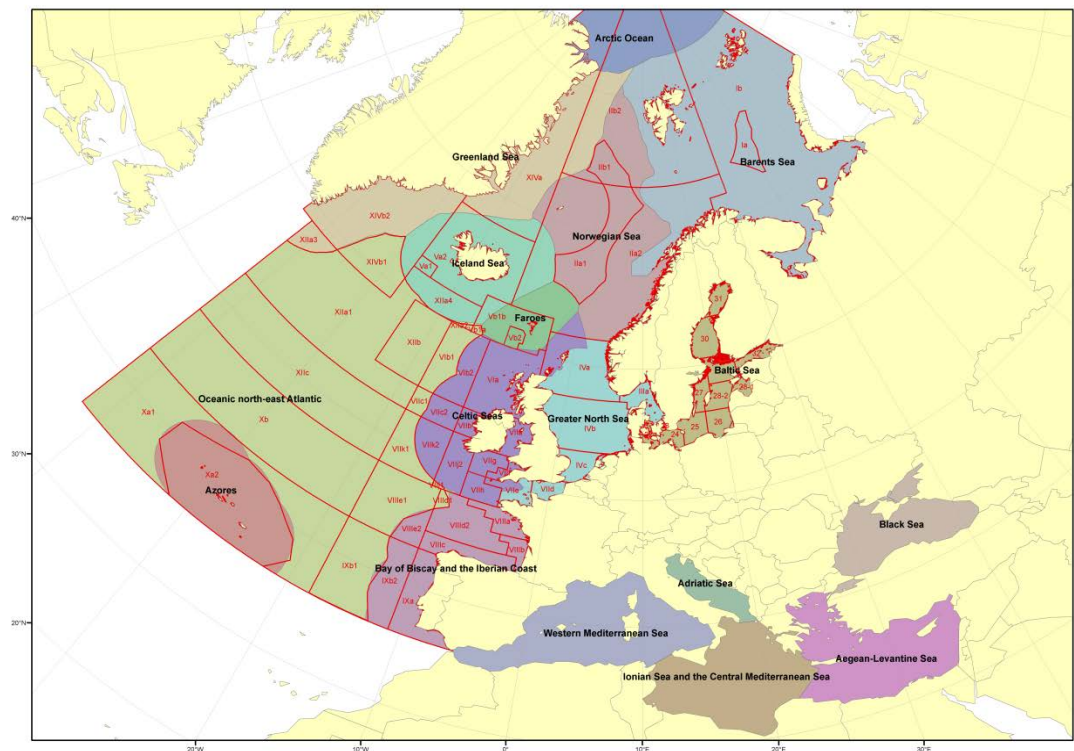 Arctic Ocean
Ib
IIb2
Ia
Greenland Sea
XIVa
IIb1
Barents Sea
40°N
XIVb2
XIIa3
Norwegian Sea
XIVb1
Va2
Va1
Iceland Sea
IIa1
IIa2
XIIa4
31
XIIa1
Vb1b
Faroes
Vb2
30
XIIb
VIb1
IVa
Baltic Sea
XIIc
VIb2
VIa
IIIa
27
28-2
Oceanic north-east Atlantic
VIIc1
VIIc2
Celtic Seas
Greater North Sea
IVb
25
26
24
Xa1
Xb
VIIk1
VIIk2
VIIj2
VIIg
IVc
30°N
Xa2
Azores
VIIh
VIIe
VIId
VIIIe1
VIIId1
VIIIa
Black Sea
VIIIe2
VIIId2
VIIIc
VIIIb
IXb1
IXb2
Bay of Biscay and the Iberian Coast
Adriatic Sea
IXa
20°N
Western Mediterranean Sea
Aegean-Levantine Sea
Ionian Sea and the Central Mediterranean Sea
20°W
10°W
0°
10°E
20°E
30°E